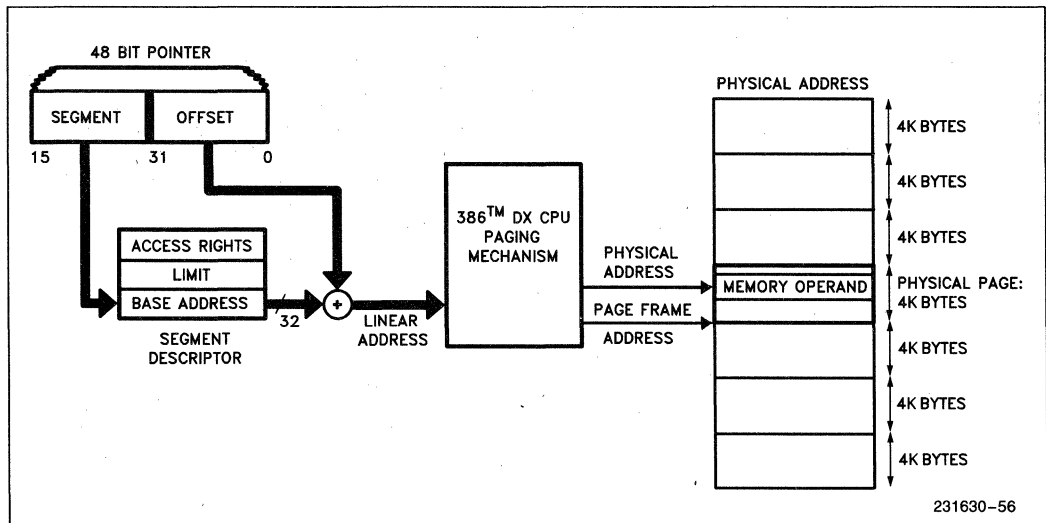 48 BIT POINTER
SEGMENT
OFFSET
15
31
0
ACCESS RIGHTS
LIMIT
BASE ADDRESS
SEGMENT
DESCRIPTOR
32
+
LINEAR
ADDRESS
386™ DX CPU
PAGING
MECHANISM
PHYSICAL
ADDRESS
PAGE FRAME
ADDRESS
PHYSICAL ADDRESS
4K BYTES
4K BYTES
4K BYTES
MEMORY OPERAND
PHYSICAL PAGE:
4K BYTES
4K BYTES
4K BYTES
4K BYTES
231630-56